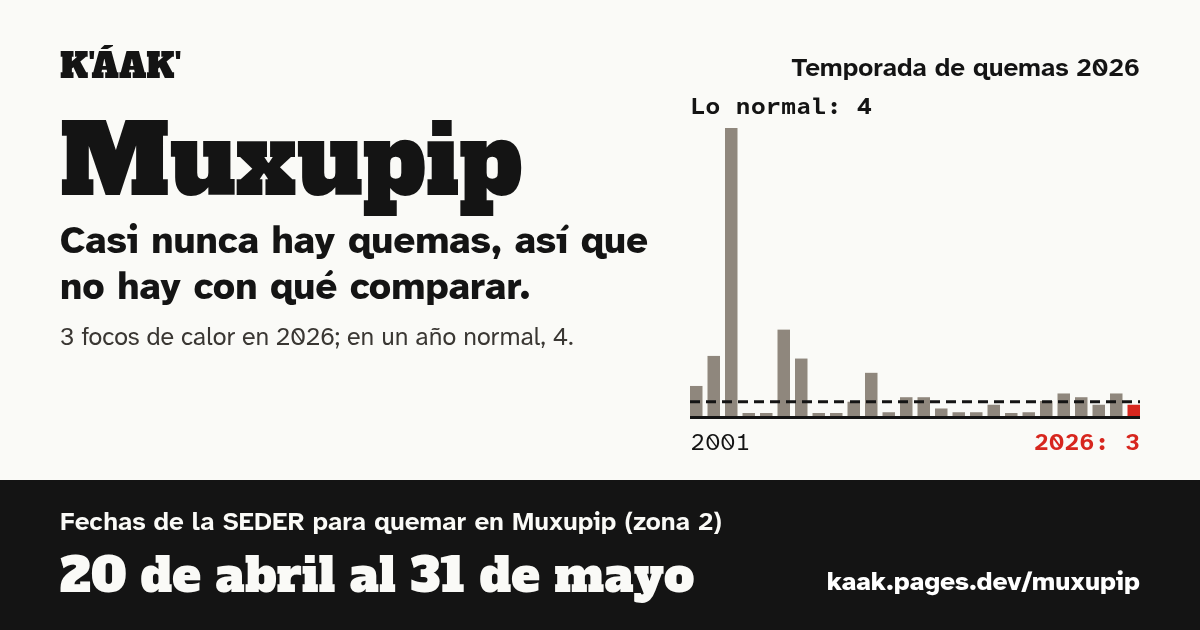 K'ÁAK'
Muxupip
Casi nunca hay quemas, así que
no hay con qué comparar.
3 focos de calor en 2026; en un año normal, 4.
Temporada de quemas 2026
Lo normal: 4
2001
2026: 3
Fechas de la SEDER para quemar en Muxupip (zona 2)
20 de abril al 31 de mayo
kaak.pages.dev/muxupip